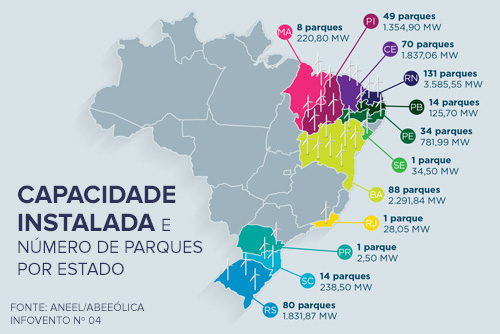 MA
8 parques
220,80 MW
PI
49 parques
1.354,90 MW
CE
70 parques
1.837,06 MW
RN
131 parques
3.585,55 MW
PB
14 parques
125,70 MW
PE
34 parques
781,99 MW
SE
1 parque
34,50 MW
BA
88 parques
2.291,84 MW
RJ
1 parque
28,05 MW
PR
1 parque
2,50 MW
SC
14 parques
238,50 MW
RS
80 parques
1.831,87 MW
CAPACIDADE
INSTALADA E
NÚMERO DE PARQUES
POR ESTADO
FONTE: ANEEL/ABEEÓLICA
INFOVENTO Nº 04